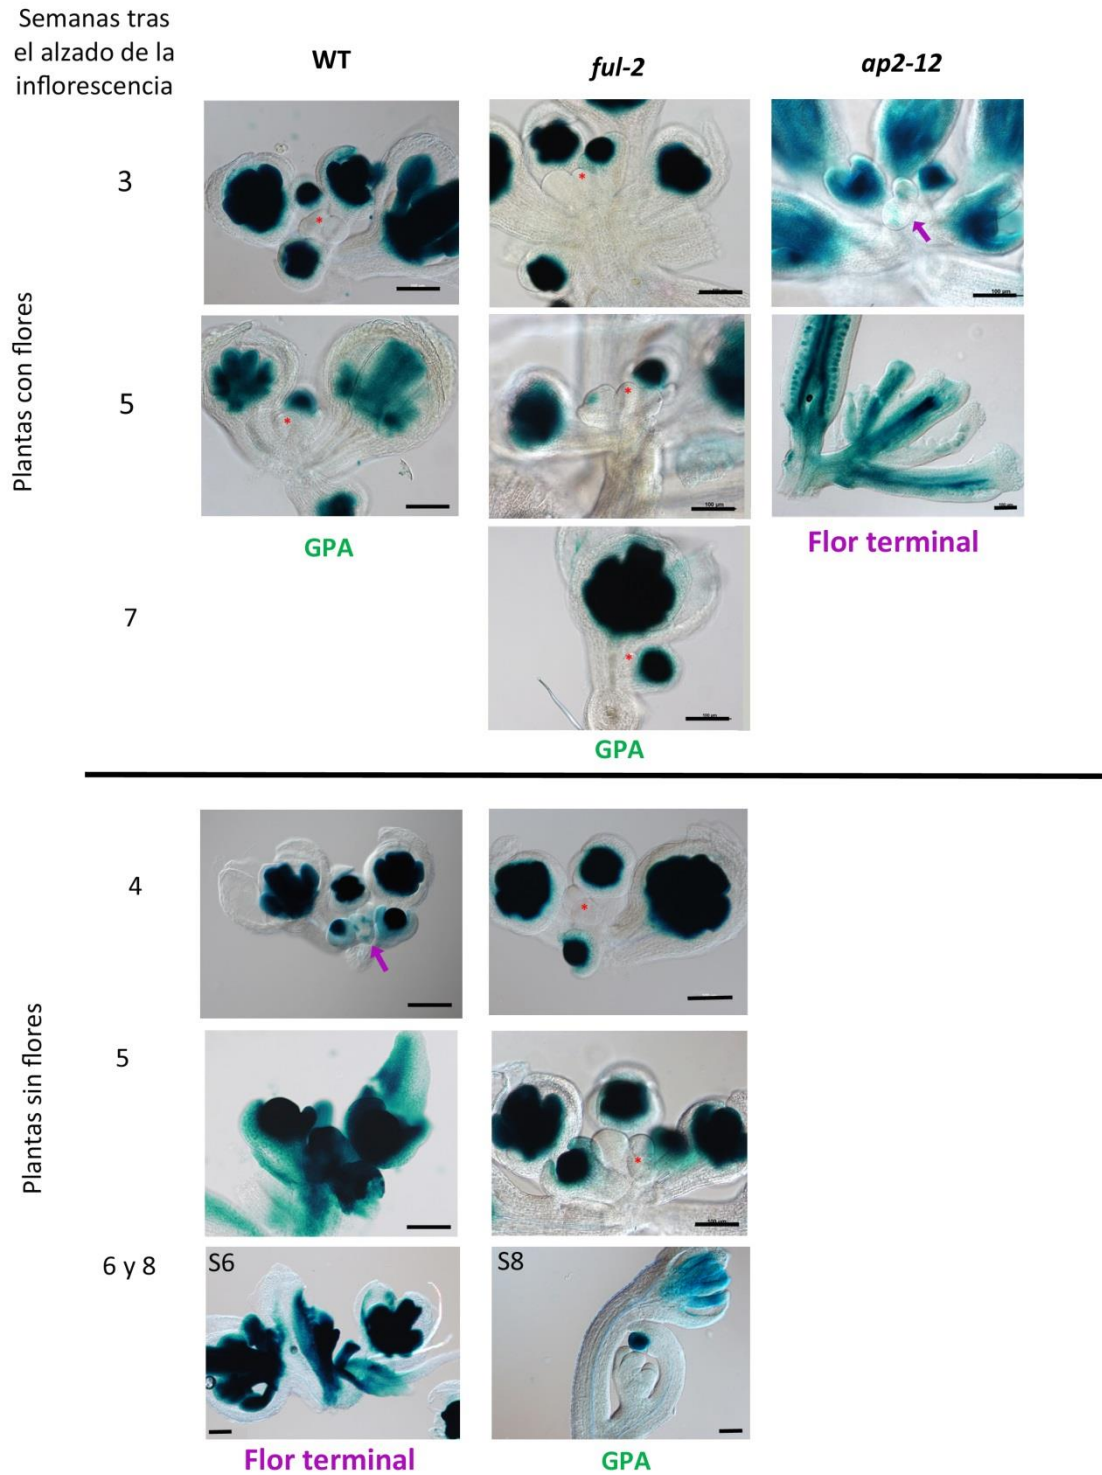 Semanas tras
el alzado de la
inflorescencia
WT
ful-2
ap2-12
Plantas con flores
3
5
GPA
Flor terminal
7
GPA
Plantas sin flores
4
5
6 y 8
S6
S8
Flor terminal
GPA